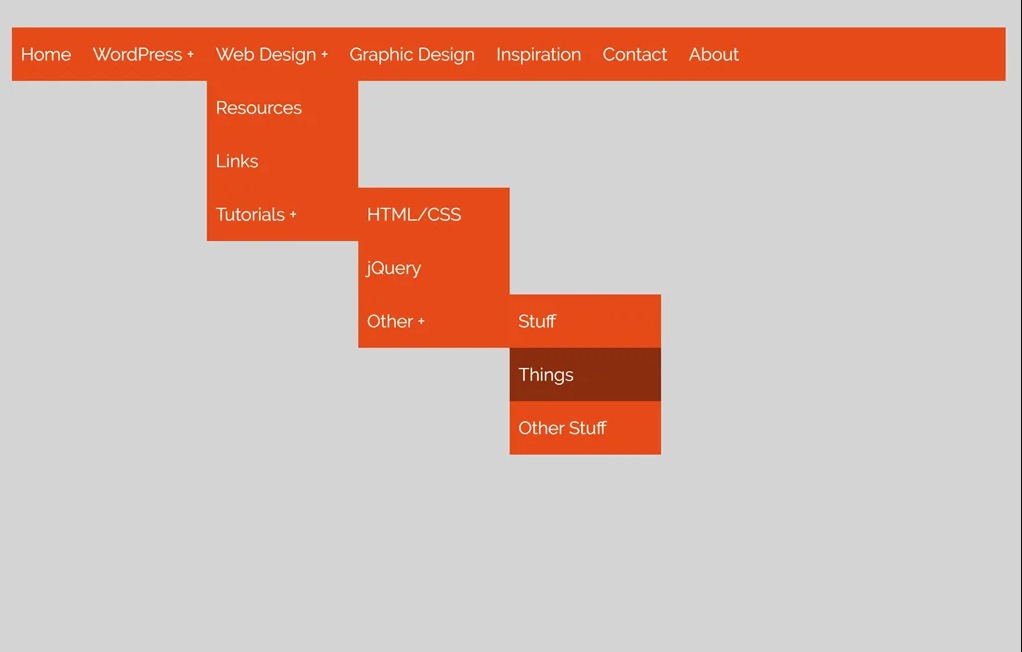 Home WordPress + Web Design + Graphic Design Inspiration Contact About
Resources
Links
Tutorials + HTML/CSS
jQuery
Other + Stuff
Things
Other Stuff